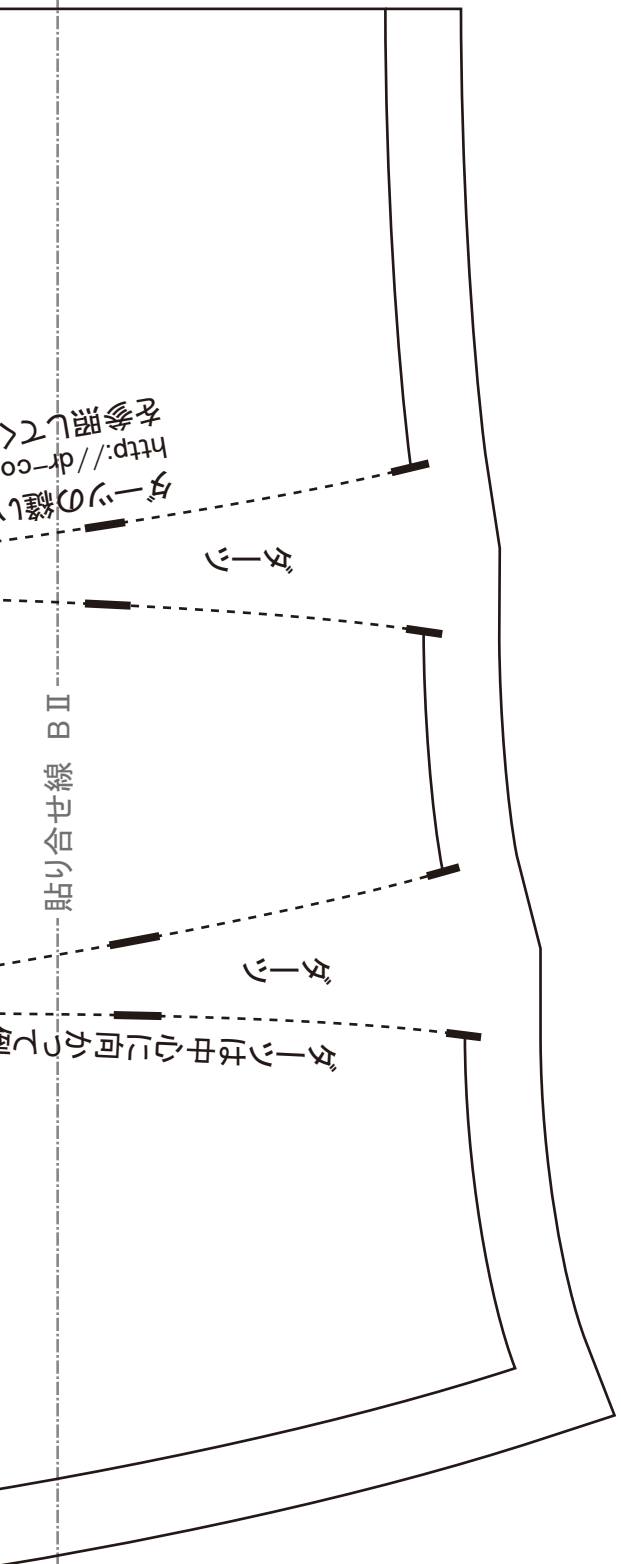 ダーツは中心に向かって倒
ダーツ
貼り合せ線 BⅡ
ダーツ
ダーツの縫い
http://dr-co
を参照してく